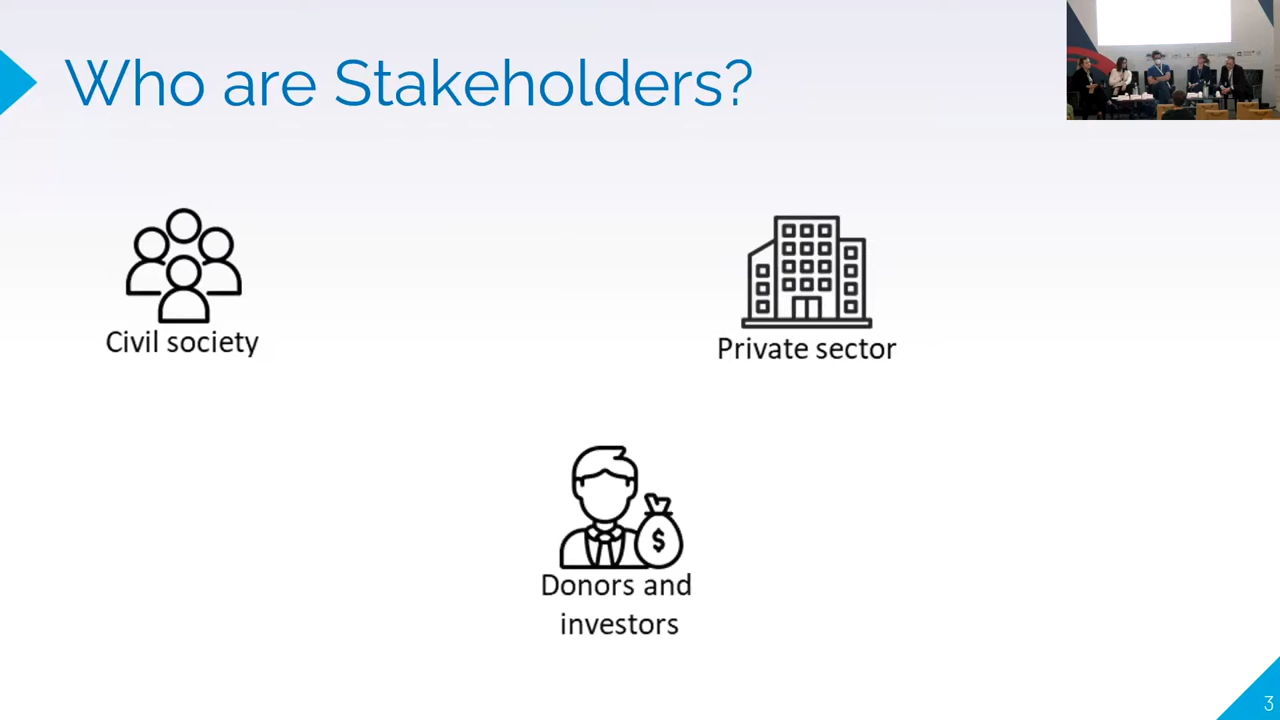 Who are Stakeholders?
Civil society
Private sector
$
Donors and
investors
3